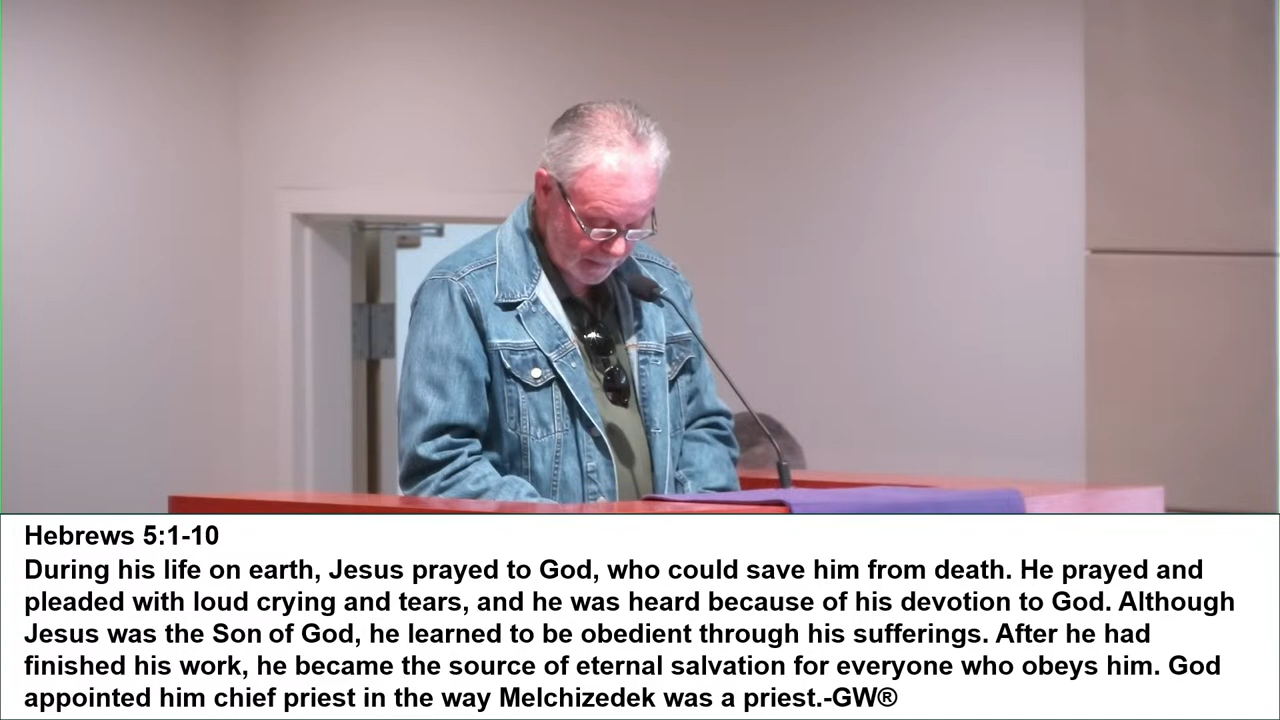 Hebrews 5:1-10
During his life on earth, Jesus prayed to God, who could save him from death. He prayed and
pleaded with loud crying and tears, and he was heard because of his devotion to God. Although
Jesus was the Son of God, he learned to be obedient through his sufferings. After he had
finished his work, he became the source of eternal salvation for everyone who obeys him. God
appointed him chief priest in the way Melchizedek was a priest.-GW®